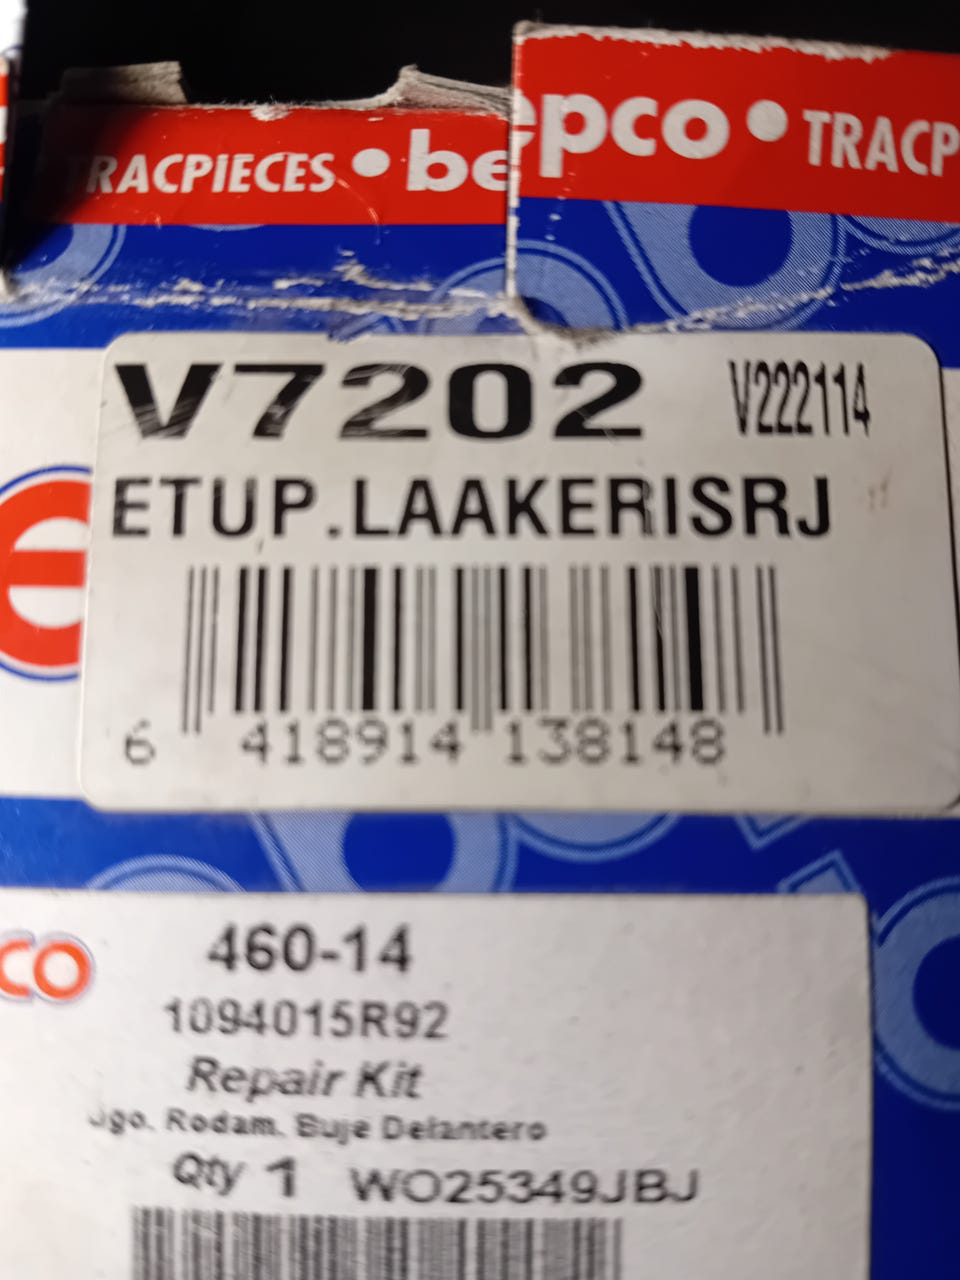 TRACPIECES • be
epco • TRACP
V7202 V222114
ETUP.LAAKERISRJ
6 418914 138148
co
460-14
1094015R92
Repair Kit
Jgo. Rodam. Buje Delantero
Qty 1 WO25349JBJ